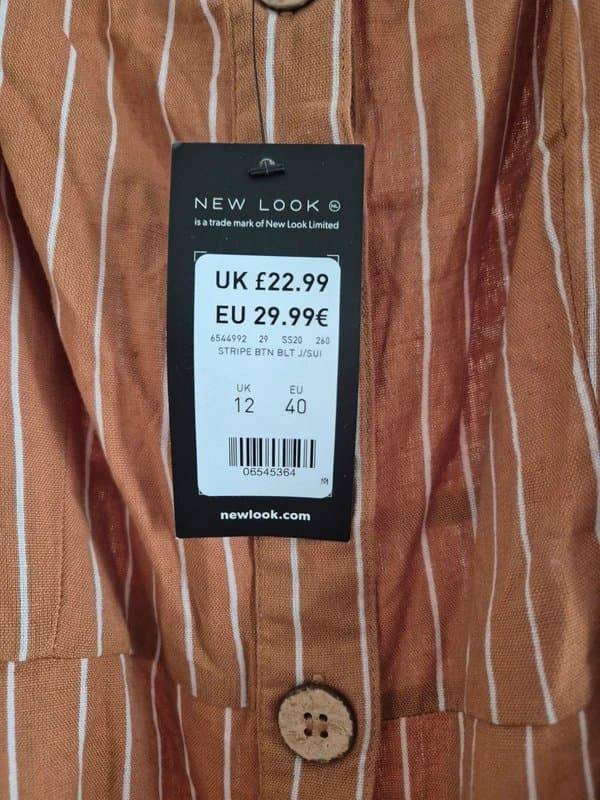 NEW LOOK NL
is a trade mark of New Look Limited
UK £22.99
EU 29.99€
6544992 29 SS20 260
STRIPE BTN BLT J/SUI
UK EU
12 40
06545364
newlook.com